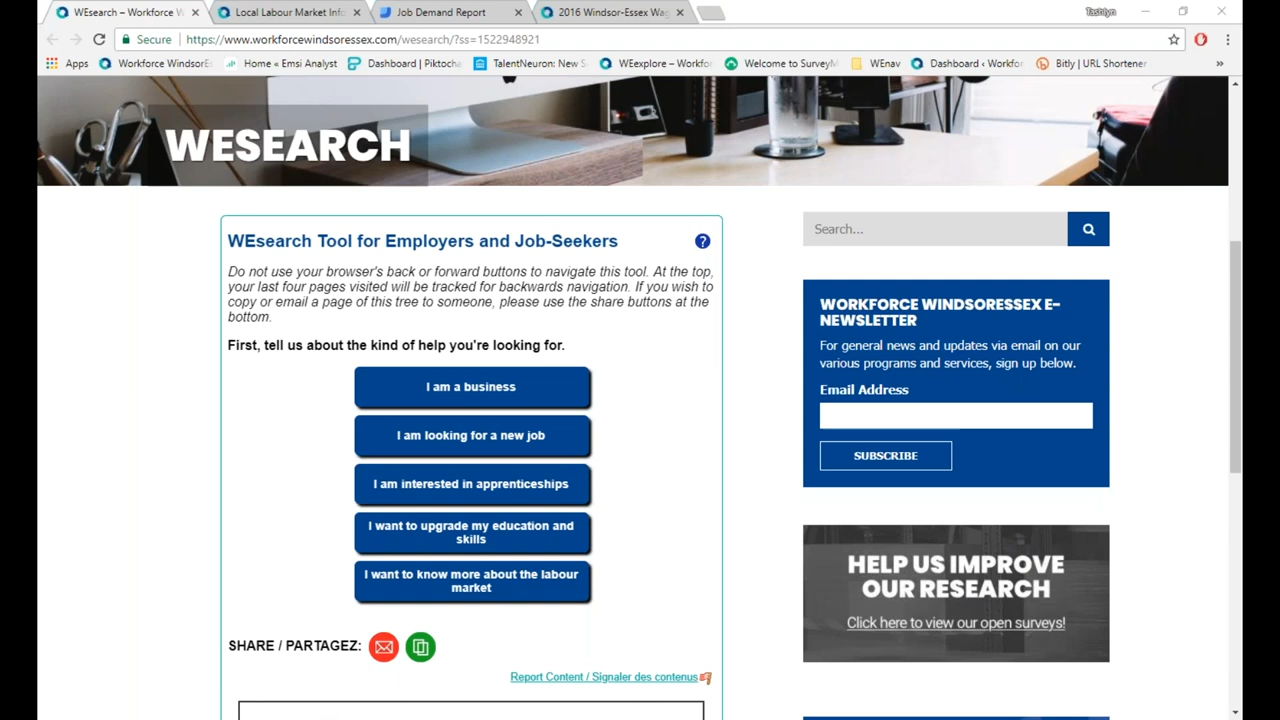 WEsearch – Workforce W
Local Labour Market Info
Job Demand Report
2016 Windsor-Essex Wag
Tashlyn
Secure
https://www.workforcewindsoressex.com/wesearch/?ss=1522948921
Apps
Workforce WindsorEs
Home « Emsi Analyst
Dashboard | Piktocha
TalentNeuron: New S
WEexplore – Workfor
Welcome to SurveyM
WEnav
Dashboard ‹ Workfor
Bitly | URL Shortener
»
WESEARCH
WEsearch Tool for Employers and Job-Seekers
?
Do not use your browser's back or forward buttons to navigate this tool. At the top,
your last four pages visited will be tracked for backwards navigation. If you wish to
copy or email a page of this tree to someone, please use the share buttons at the
bottom.
First, tell us about the kind of help you're looking for.
I am a business
I am looking for a new job
I am interested in apprenticeships
I want to upgrade my education and
skills
I want to know more about the labour
market
SHARE / PARTAGEZ:
Report Content / Signaler des contenus
Search...
WORKFORCE WINDSORESSEX E-
NEWSLETTER
For general news and updates via email on our
various programs and services, sign up below.
Email Address
SUBSCRIBE
HELP US IMPROVE
OUR RESEARCH
Click here to view our open surveys!